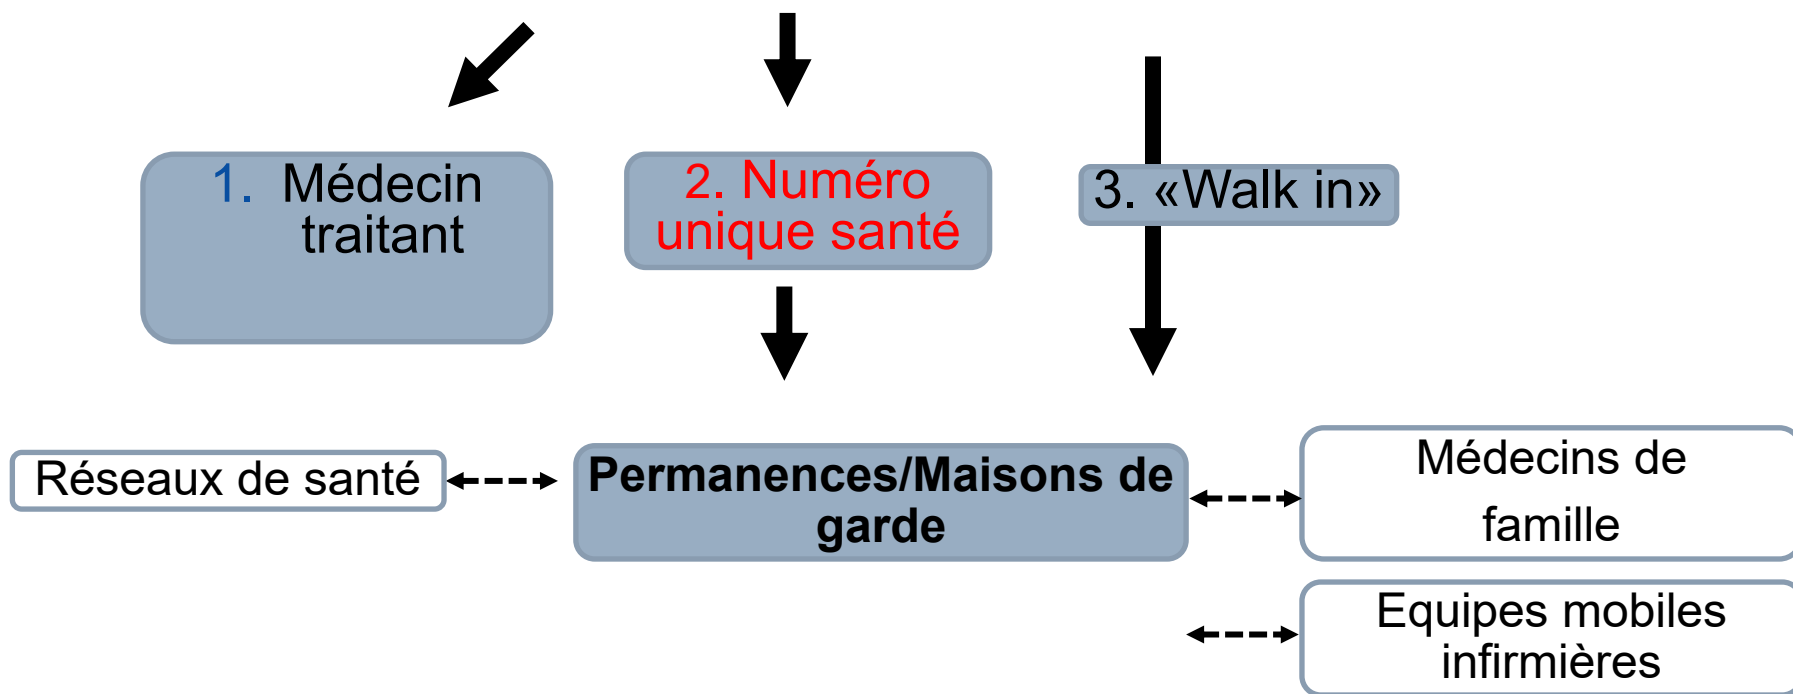 1. Médecin
traitant
2. Numéro
unique santé
3. «Walk in»
Réseaux de santé
Permanences/Maisons de
garde
Médecins de
famille
Equipes mobiles
infirmières